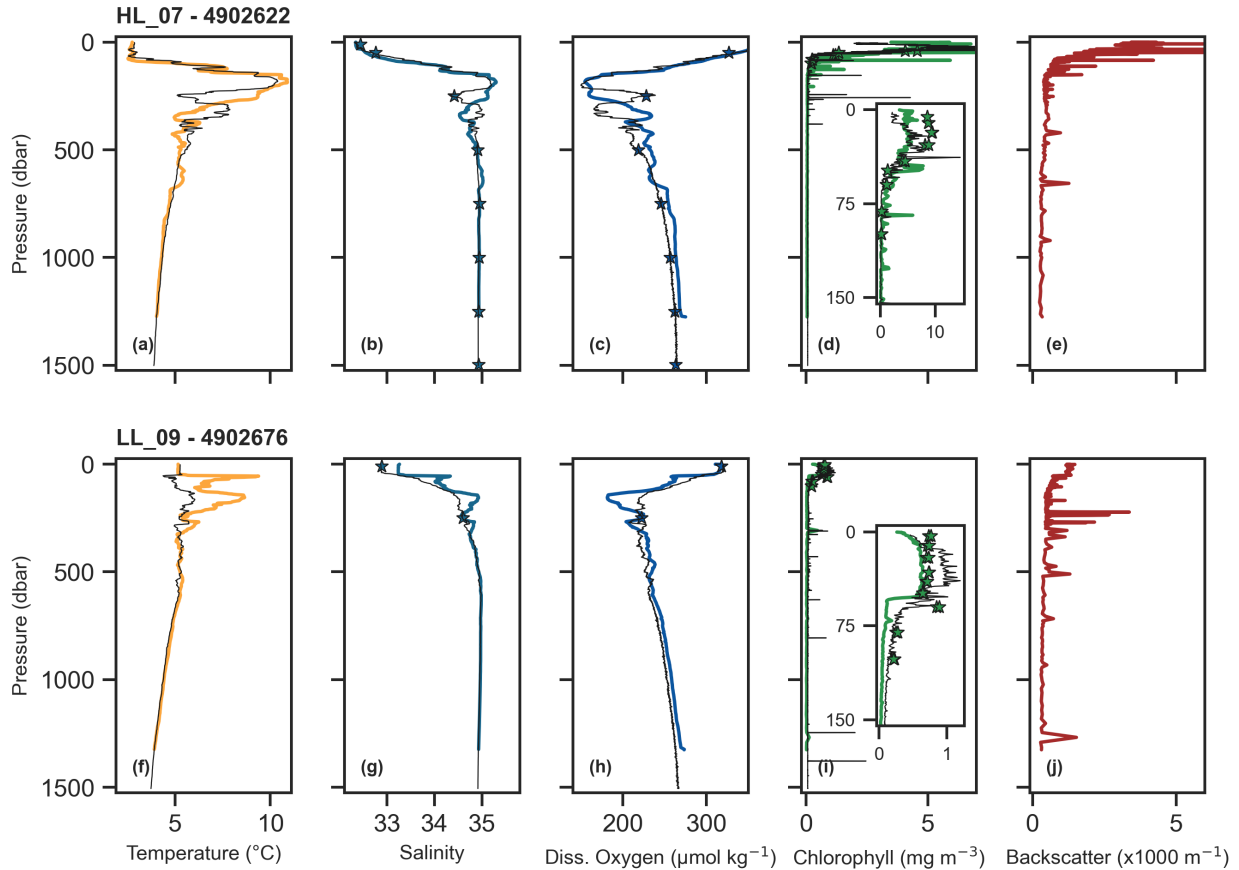 HL_07 - 4902622
0
500
1000
1500
Pressure (dbar)
(a)
(b)
(c)
(d)
0
75
150
0 10
(e)
LL_09 - 4902676
0
500
1000
1500
Pressure (dbar)
(f)
(g)
(h)
(i)
0
75
150
0 1
(j)
5 10
33 34 35
200 300
0 5
0 5
Temperature (°C)
Salinity
Diss. Oxygen (μmol kg⁻¹)
Chlorophyll (mg m⁻³)
Backscatter (x1000 m⁻¹)